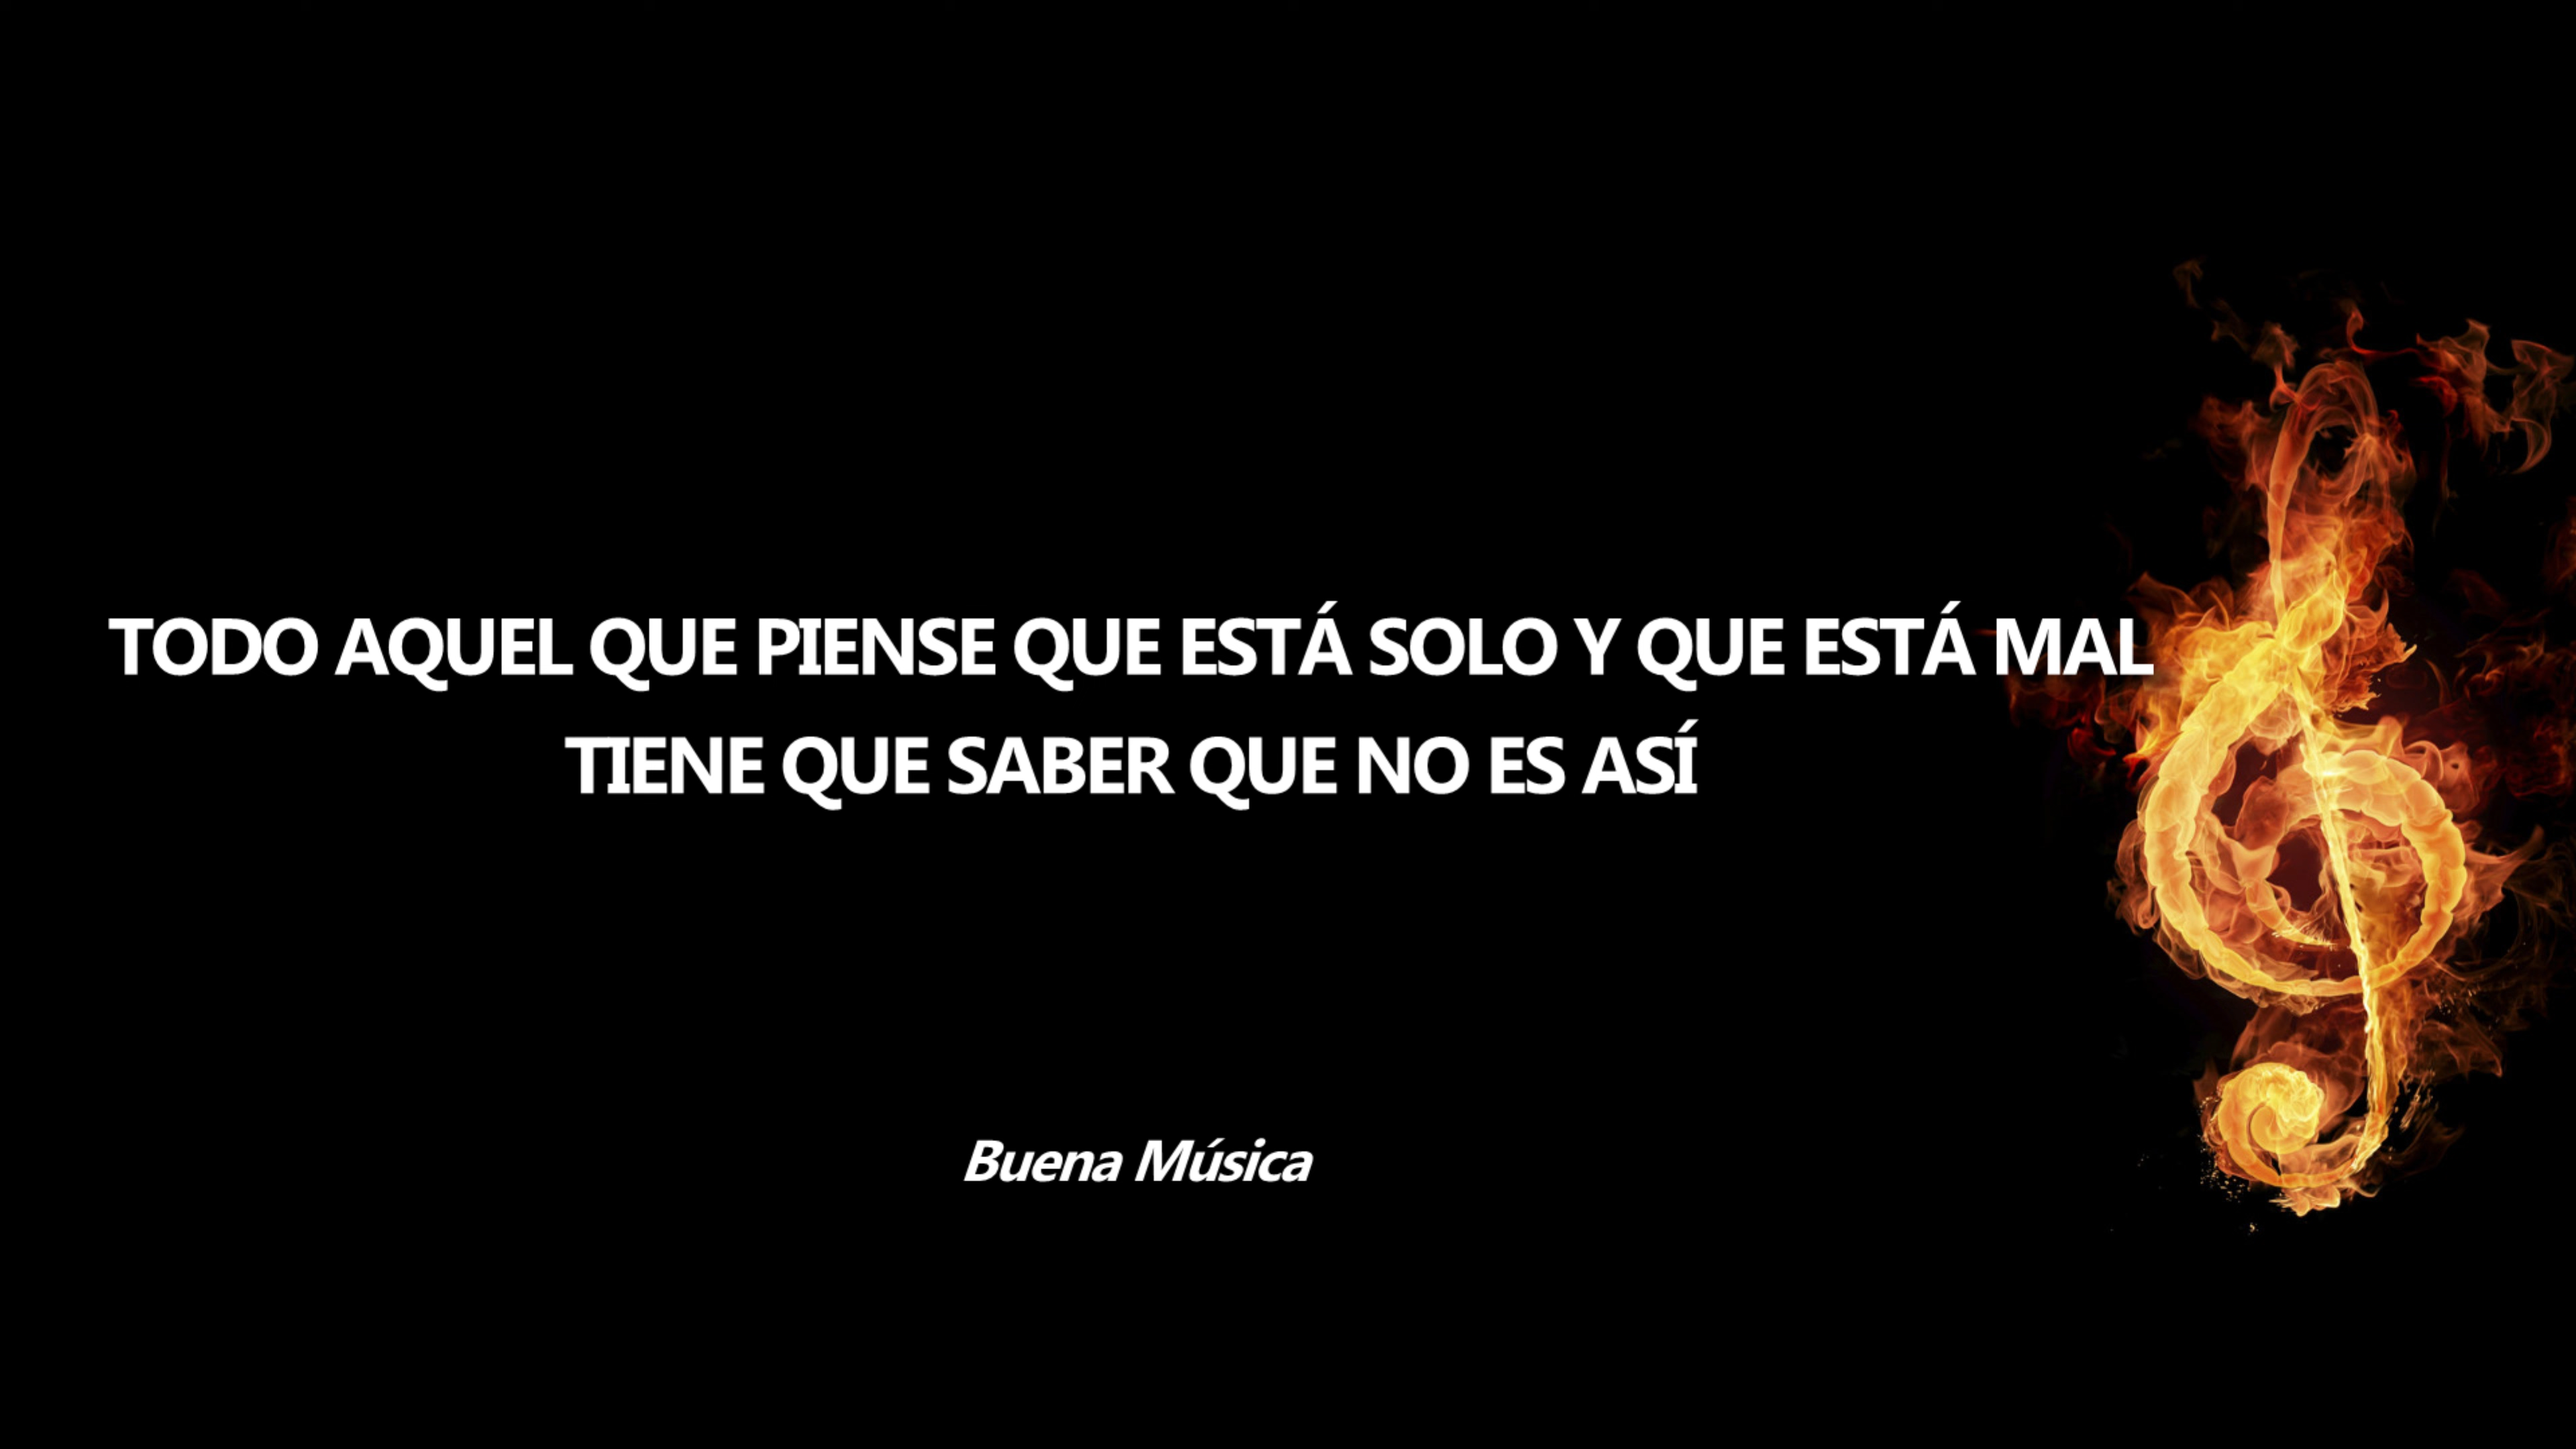 TODO AQUEL QUE PIENSE QUE ESTÁ SOLO Y QUE ESTÁ MAL
TIENE QUE SABER QUE NO ES ASÍ
Buena Música